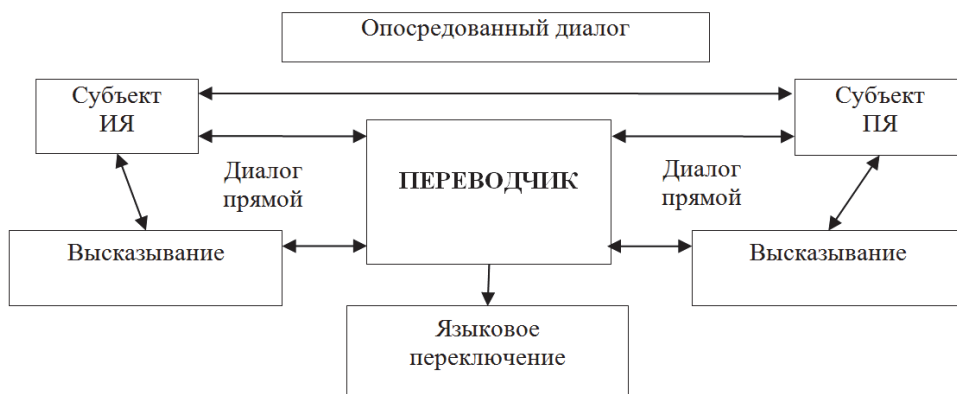 Опосредованный диалог
Субъект
ИЯ
Субъект
ПЯ
Диалог
прямой
ПЕРЕВОДЧИК
Диалог
прямой
Высказывание
Высказывание
Языковое
переключение